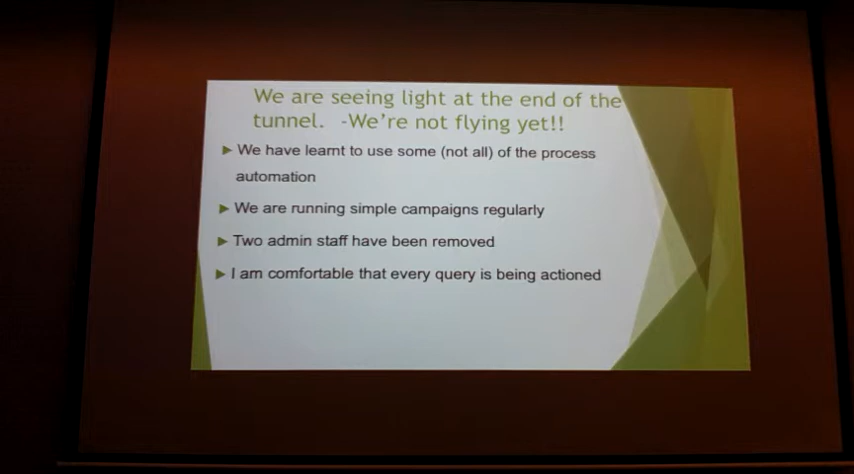 We are seeing light at the end of the
tunnel. -We're not flying yet!!
We have learnt to use some (not all) of the process
automation
We are running simple campaigns regularly
Two admin staff have been removed
I am comfortable that every query is being actioned